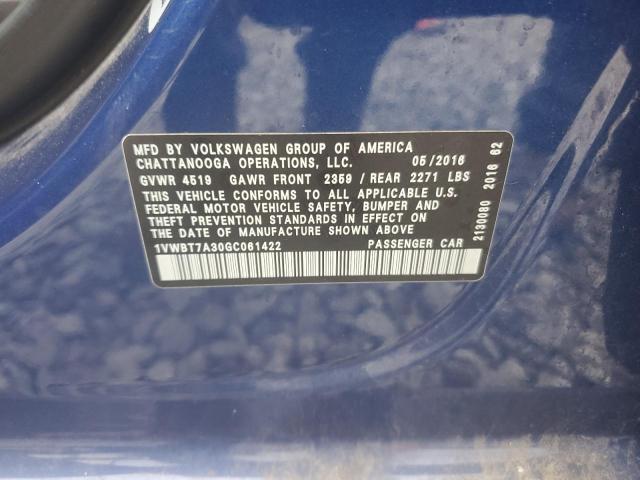 MFD BY VOLKSWAGEN GROUP OF AMERICA
CHATTANOOGA OPERATIONS, LLC. 05/2016
GVWR 4519 GAWR FRONT 2359 / REAR 2271 LBS
THIS VEHICLE CONFORMS TO ALL APPLICABLE U.S.
FEDERAL MOTOR VEHICLE SAFETY, BUMPER AND
THEFT PREVENTION STANDARDS IN EFFECT ON
THE DATE OF MANUFACTURE SHOWN ABOVE
1VWBT7A30GC061422 PASSENGER CAR
2130080 2016 62